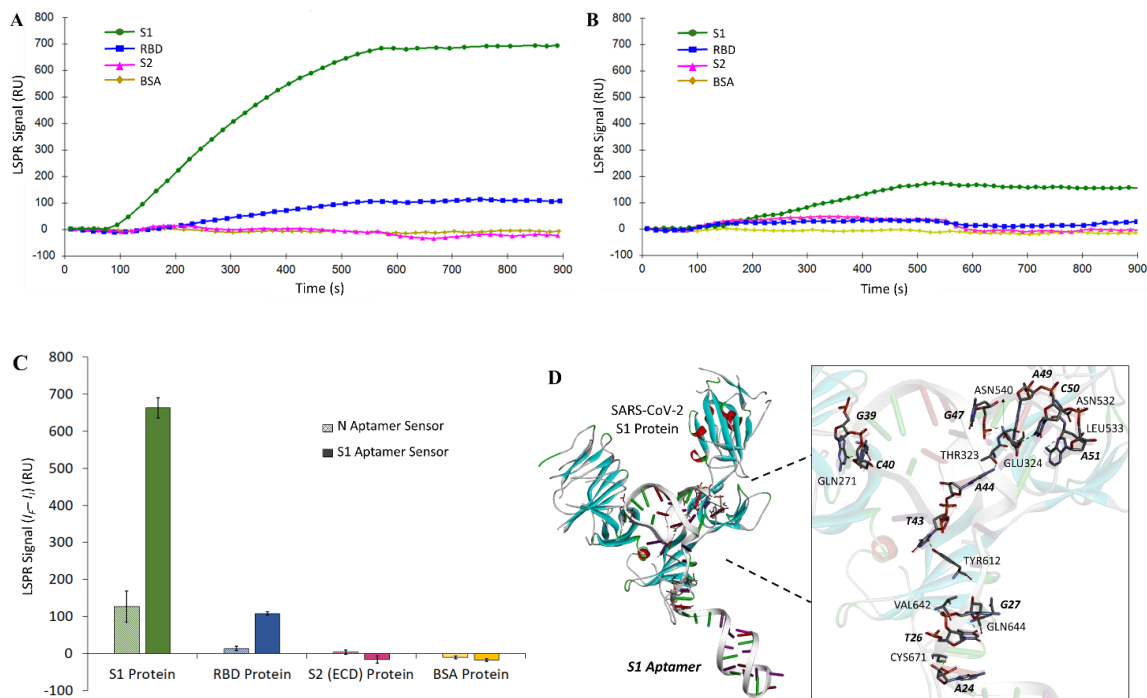 A
800
700
600
500
400
300
200
100
0
-100
LSPR Signal (RU)
S1
RBD
S2
BSA
0 100 200 300 400 500 600 700 800 900
Time (s)
B
800
700
600
500
400
300
200
100
0
-100
LSPR Signal (RU)
S1
RBD
S2
BSA
0 100 200 300 400 500 600 700 800 900
Time (s)
C
800
700
600
500
400
300
200
100
0
-100
LSPR Signal (If– Ii) (RU)
N Aptamer Sensor
S1 Aptamer Sensor
S1 Protein RBD Protein S2 (ECD) Protein BSA Protein
D
SARS-CoV-2
S1 Protein
S1 Aptamer
A49
ASN540
C50
ASN532
G47
LEU533
G39
THR323
GLU324
A51
C40
GLN271
A44
T43
TYR612
VAL642
G27
GLN644
T26
CYS671
A24